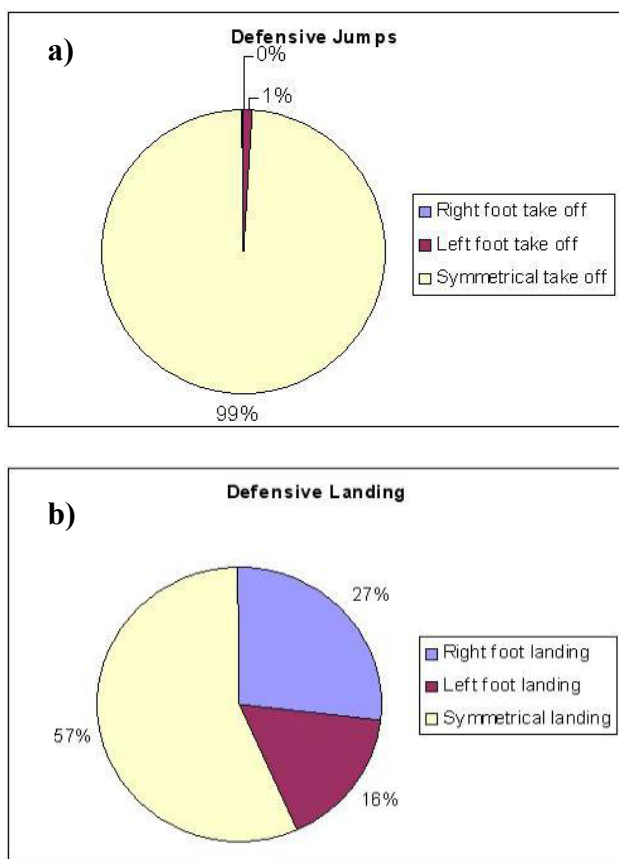 a)
Defensive Jumps
0%
1%
Right foot take off
Left foot take off
Symmetrical take off
99%
b)
Defensive Landing
27%
Right foot landing
Left foot landing
Symmetrical landing
57%
16%